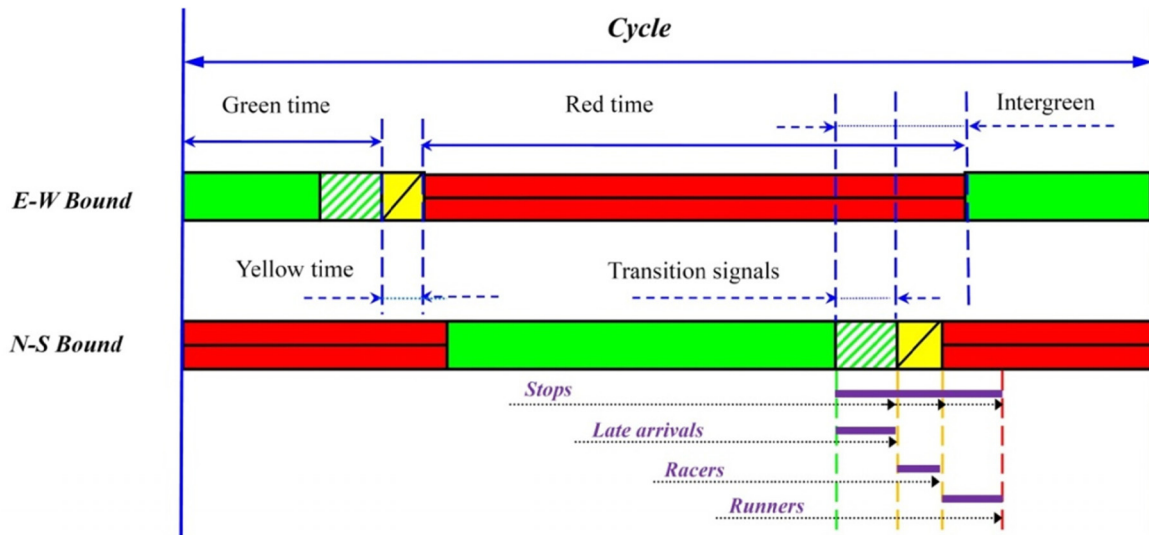 Cycle
Green time
Red time
Intergreen
E-W Bound
Yellow time
Transition signals
N-S Bound
Stops
Late arrivals
Racers
Runners